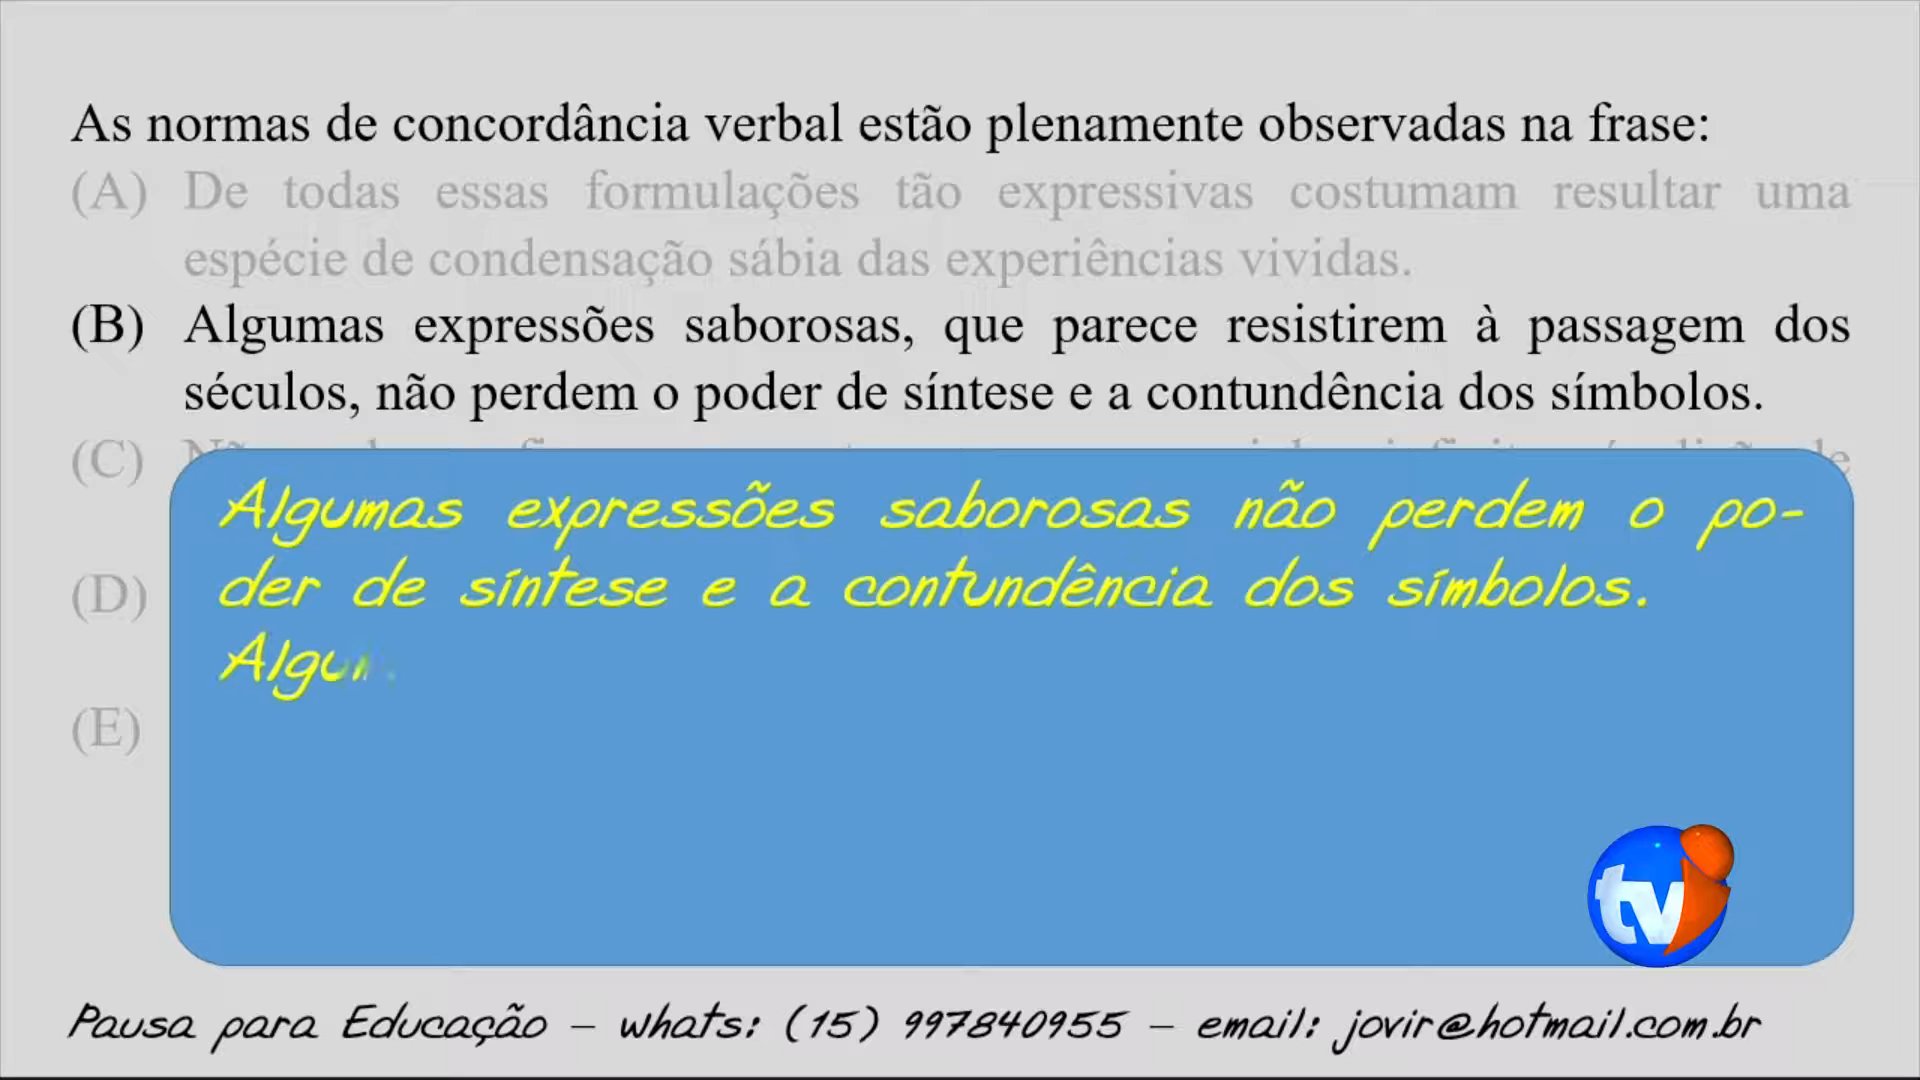 As normas de concordância verbal estão plenamente observadas na frase:
(A) De todas essas formulações tão expressivas costumam resultar uma
espécie de condensação sábia das experiências vividas.
(B) Algumas expressões saborosas, que parece resistirem à passagem dos
séculos, não perdem o poder de síntese e a contundência dos símbolos.
(C)
Algumas expressões saborosas não perdem o po-
(D)
der de síntese e a contundência dos símbolos.
Algu
(E)
tv
Pausa para Educação – whats: (15) 997840955 – email: jovir@hotmail.com.br